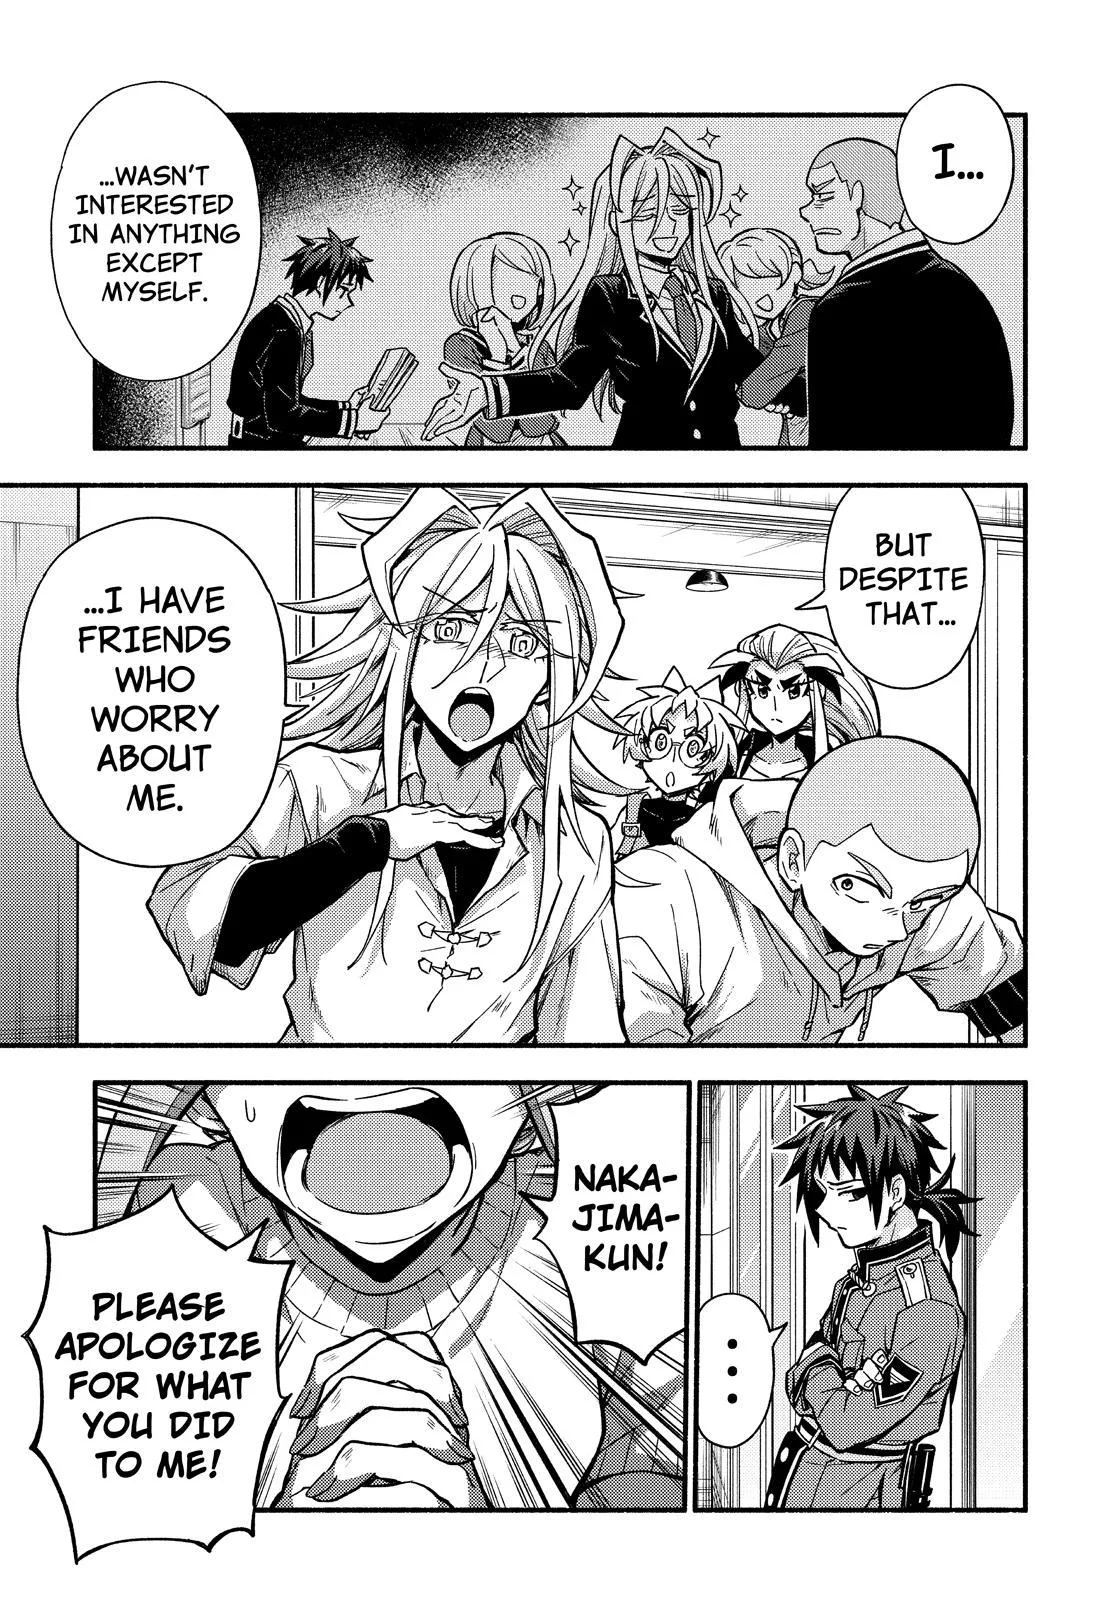 I...
...WASN'T
INTERESTED
IN ANYTHING
EXCEPT
MYSELF.
BUT
DESPITE
THAT...
...I HAVE
FRIENDS
WHO
WORRY
ABOUT
ME.
...
NAKA-
JIMA-
KUN!
PLEASE
APOLOGIZE
FOR WHAT
YOU DID
TO ME!